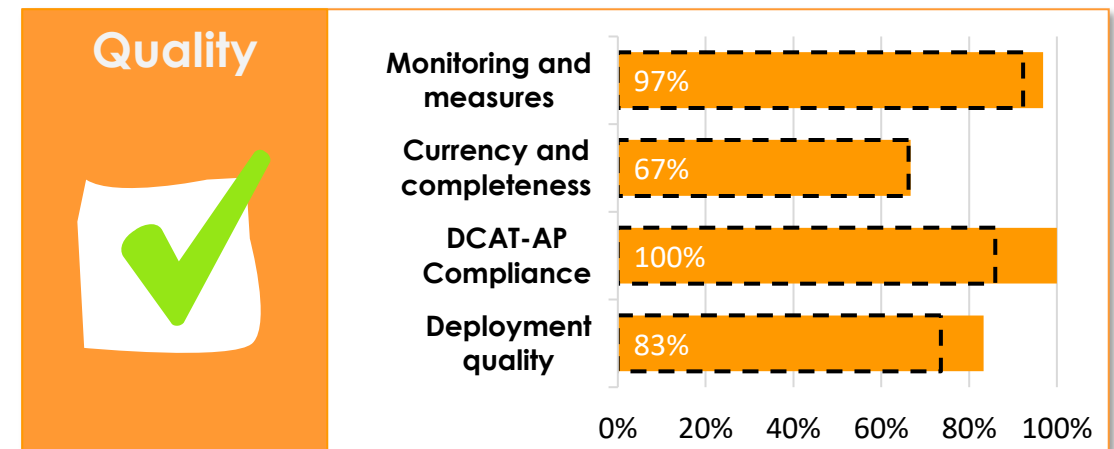 Quality
Monitoring and
measures
97%
Currency and
completeness
67%
DCAT-AP
Compliance
100%
Deployment
quality
83%
0% 20% 40% 60% 80% 100%